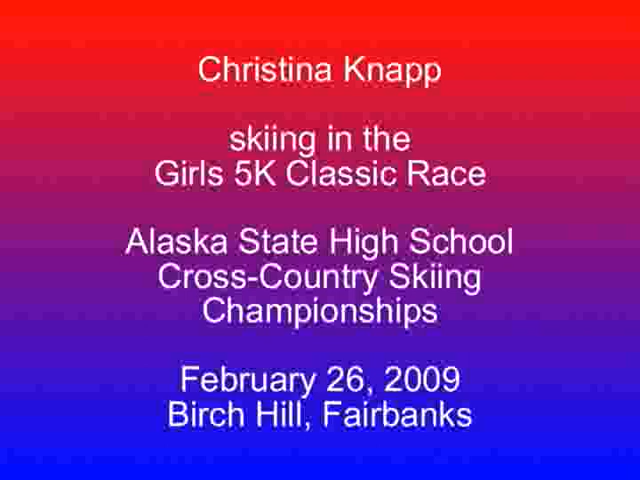 Christina Knapp
skiing in the
Girls 5K Classic Race
Alaska State High School
Cross-Country Skiing
Championships
February 26, 2009
Birch Hill, Fairbanks